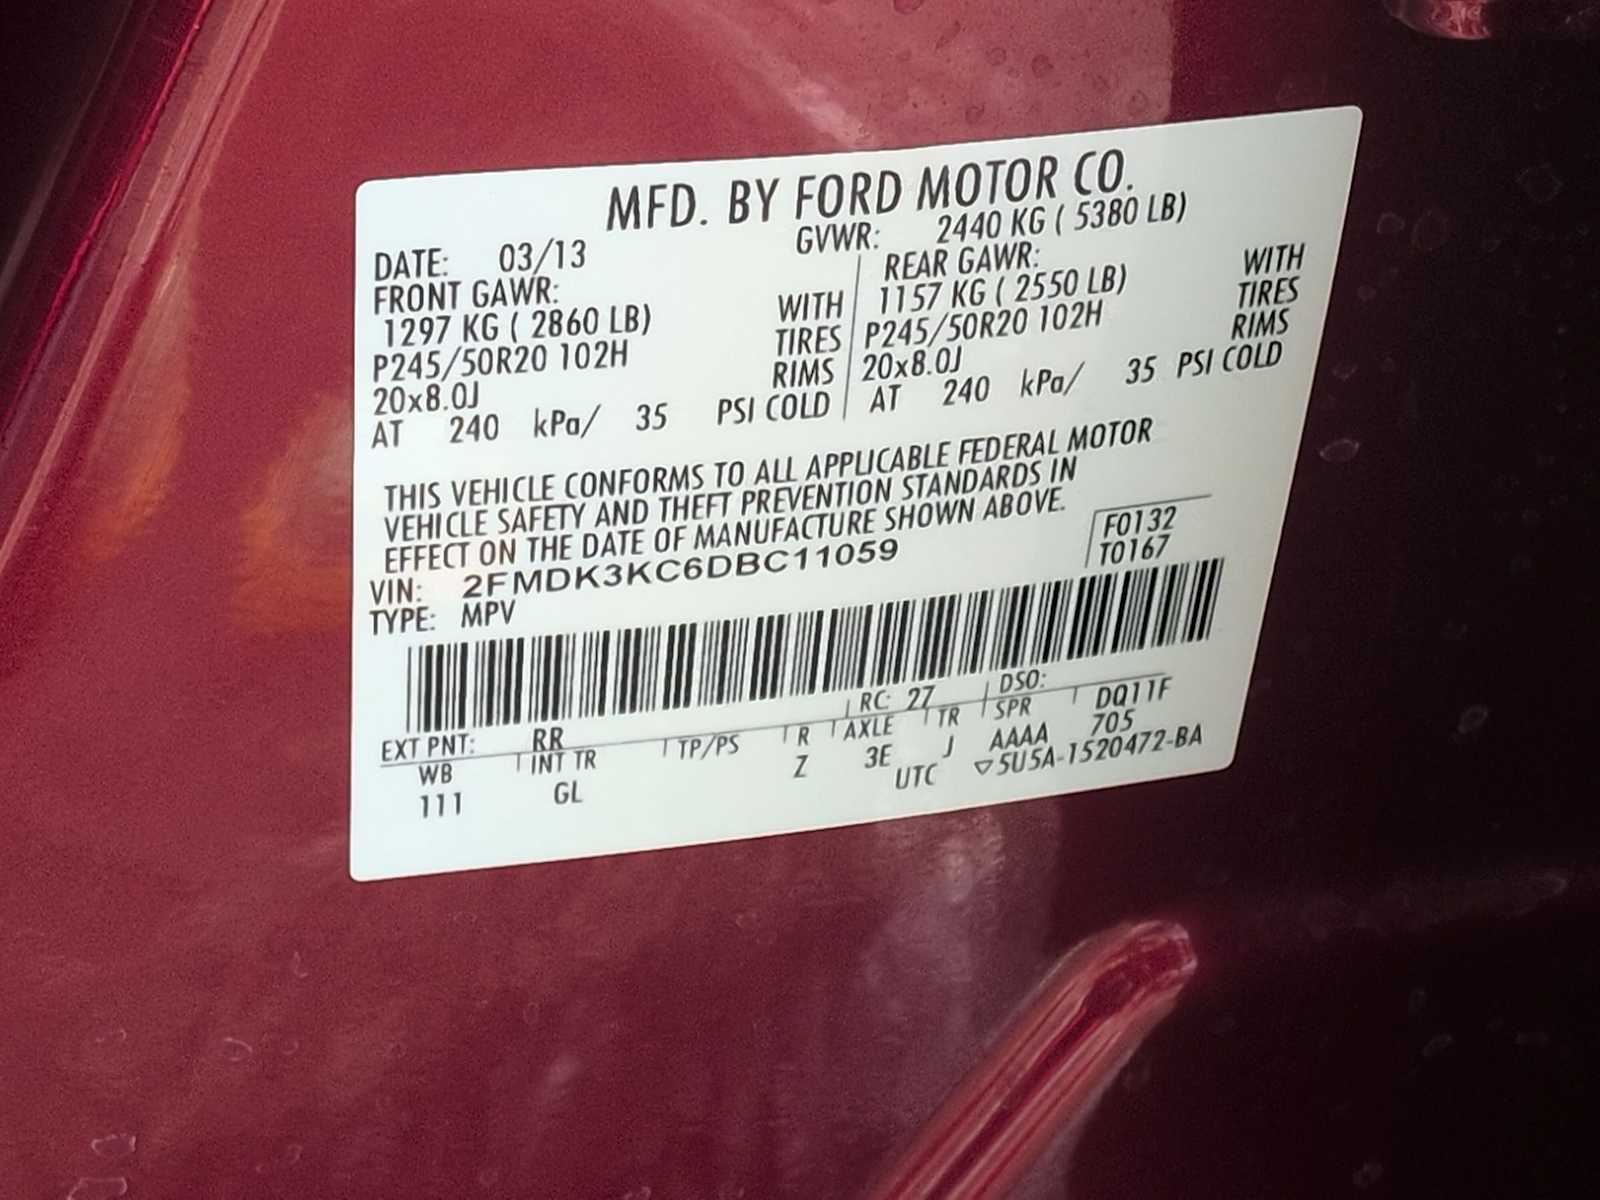 MFD. BY FORD MOTOR CO.
DATE: 03/13 GVWR: 2440 KG ( 5380 LB)
FRONT GAWR: REAR GAWR:
1297 KG ( 2860 LB) WITH 1157 KG ( 2550 LB) WITH
P245/50R20 102H TIRES P245/50R20 102H TIRES
20x8.0J RIMS 20x8.0J RIMS
AT 240 kPa/ 35 PSI COLD AT 240 kPa/ 35 PSI COLD
THIS VEHICLE CONFORMS TO ALL APPLICABLE FEDERAL MOTOR
VEHICLE SAFETY AND THEFT PREVENTION STANDARDS IN
EFFECT ON THE DATE OF MANUFACTURE SHOWN ABOVE.
F0132
T0167
VIN: 2FMDK3KC6DBC11059
TYPE: MPV
EXT PNT: RR RC: 27 DSO:
WB INT TR TP/PS R AXLE TR SPR DQ11F
111 GL Z 3E J AAAA 705
UTC ▽5U5A-1520472-BA